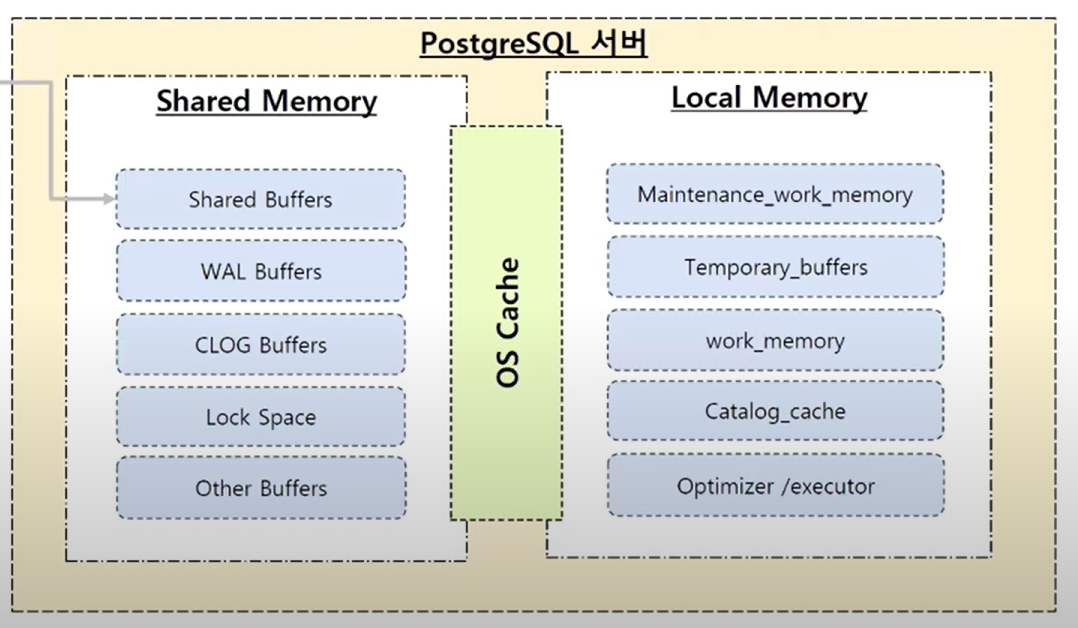 PostgreSQL 서버
Shared Memory
Shared Buffers
WAL Buffers
CLOG Buffers
Lock Space
Other Buffers
OS Cache
Local Memory
Maintenance_work_memory
Temporary_buffers
work_memory
Catalog_cache
Optimizer /executor